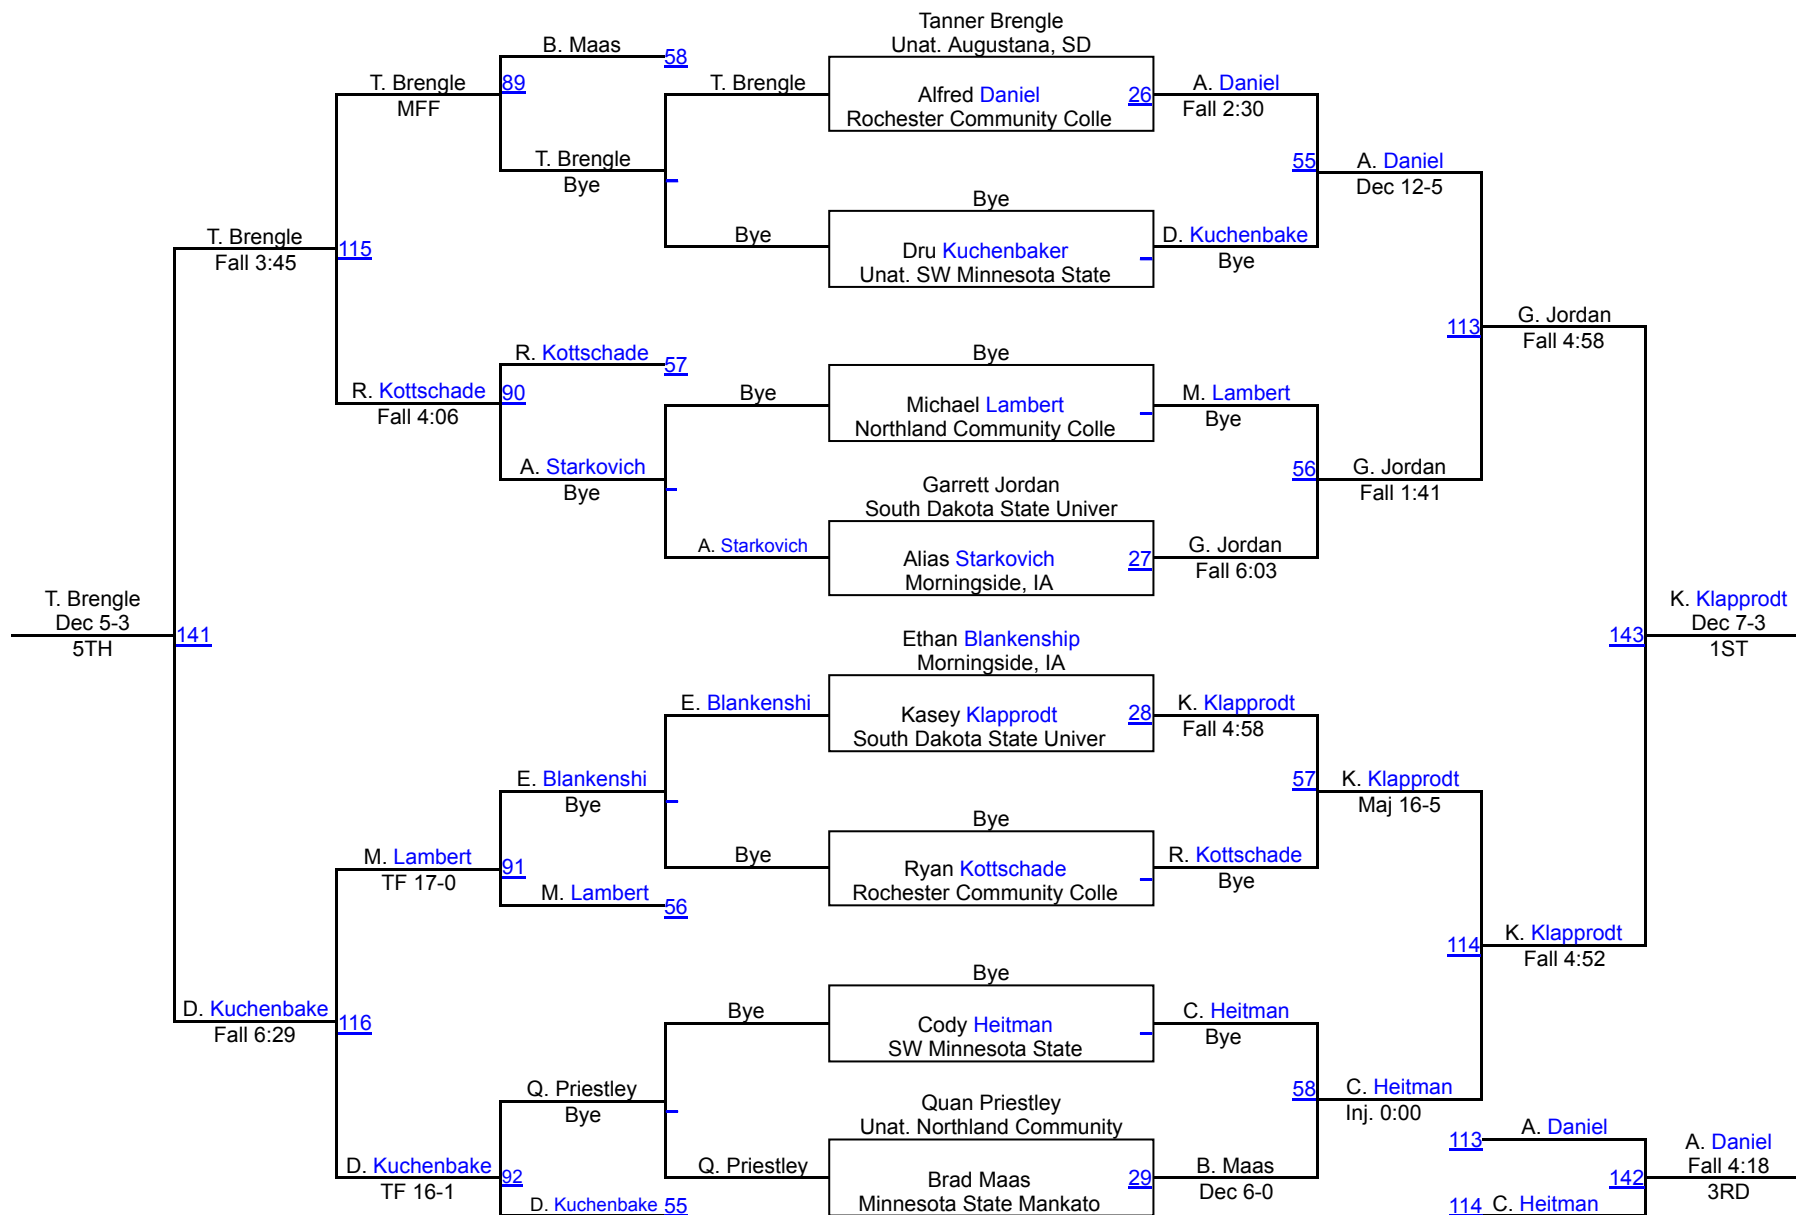 Tanner Brengle
Unat. Augustana, SD
B. Maas
58
T. Brengle
MFF
89
T. Brengle
Alfred Daniel
Rochester Community Colle
26
A. Daniel
Fall 2:30
T. Brengle
Bye
55
A. Daniel
Dec 12-5
Bye
T. Brengle
Fall 3:45
115
Bye
Dru Kuchenbaker
Unat. SW Minnesota State
D. Kuchenbake
Bye
113
G. Jordan
Fall 4:58
R. Kottschade
57
Bye
R. Kottschade
Fall 4:06
90
Bye
Michael Lambert
Northland Community Colle
M. Lambert
Bye
A. Starkovich
Bye
56
G. Jordan
Fall 1:41
Garrett Jordan
South Dakota State Univer
A. Starkovich
Alias Starkovich
Morningside, IA
27
G. Jordan
Fall 6:03
T. Brengle
Dec 5-3
5TH
141
143
K. Klapprodt
Dec 7-3
1ST
Ethan Blankenship
Morningside, IA
E. Blankenshi
Kasey Klapprodt
South Dakota State Univer
28
K. Klapprodt
Fall 4:58
E. Blankenshi
Bye
57
K. Klapprodt
Maj 16-5
Bye
M. Lambert
TF 17-0
91
Bye
Ryan Kottschade
Rochester Community Colle
R. Kottschade
Bye
M. Lambert
56
114
K. Klapprodt
Fall 4:52
Bye
D. Kuchenbake
Fall 6:29
116
Bye
Cody Heitman
SW Minnesota State
C. Heitman
Bye
Q. Priestley
Bye
58
C. Heitman
Inj. 0:00
Quan Priestley
Unat. Northland Community
113
A. Daniel
D. Kuchenbake
TF 16-1
92
Q. Priestley
Brad Maas
Minnesota State Mankato
29
B. Maas
Dec 6-0
142
A. Daniel
Fall 4:18
3RD
D. Kuchenbake
55
114
C. Heitman